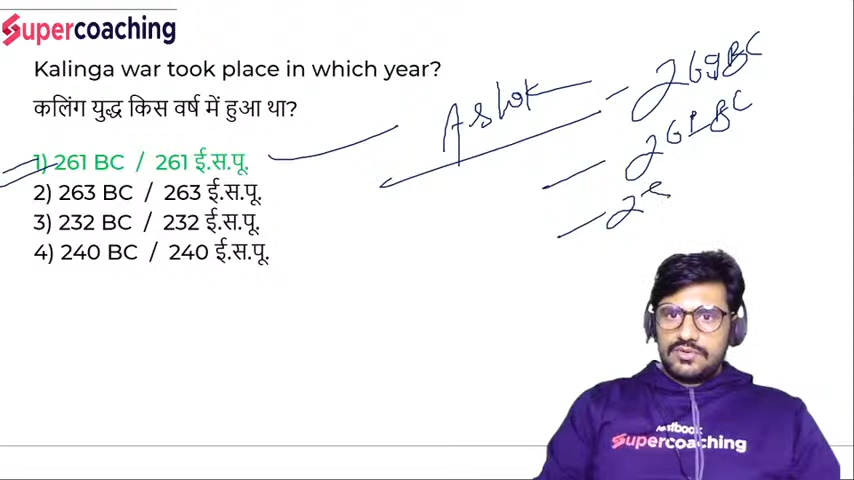 Supercoaching
Kalinga war took place in which year?
कलिंग युद्ध किस वर्ष में हुआ था?
1) 261 BC / 261 ई.स.पू.
2) 263 BC / 263 ई.स.पू.
3) 232 BC / 232 ई.स.पू.
4) 240 BC / 240 ई.स.पू.
Ashok
269 BC
261 BC
testbook
Supercoaching